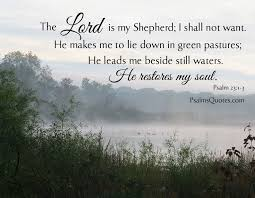 The Lord is my Shepherd; I shall not want.
He makes me to lie down in green pastures;
He leads me beside still waters.
He restores my soul.
Psalm 23:1-3
PsalmsQuotes.com